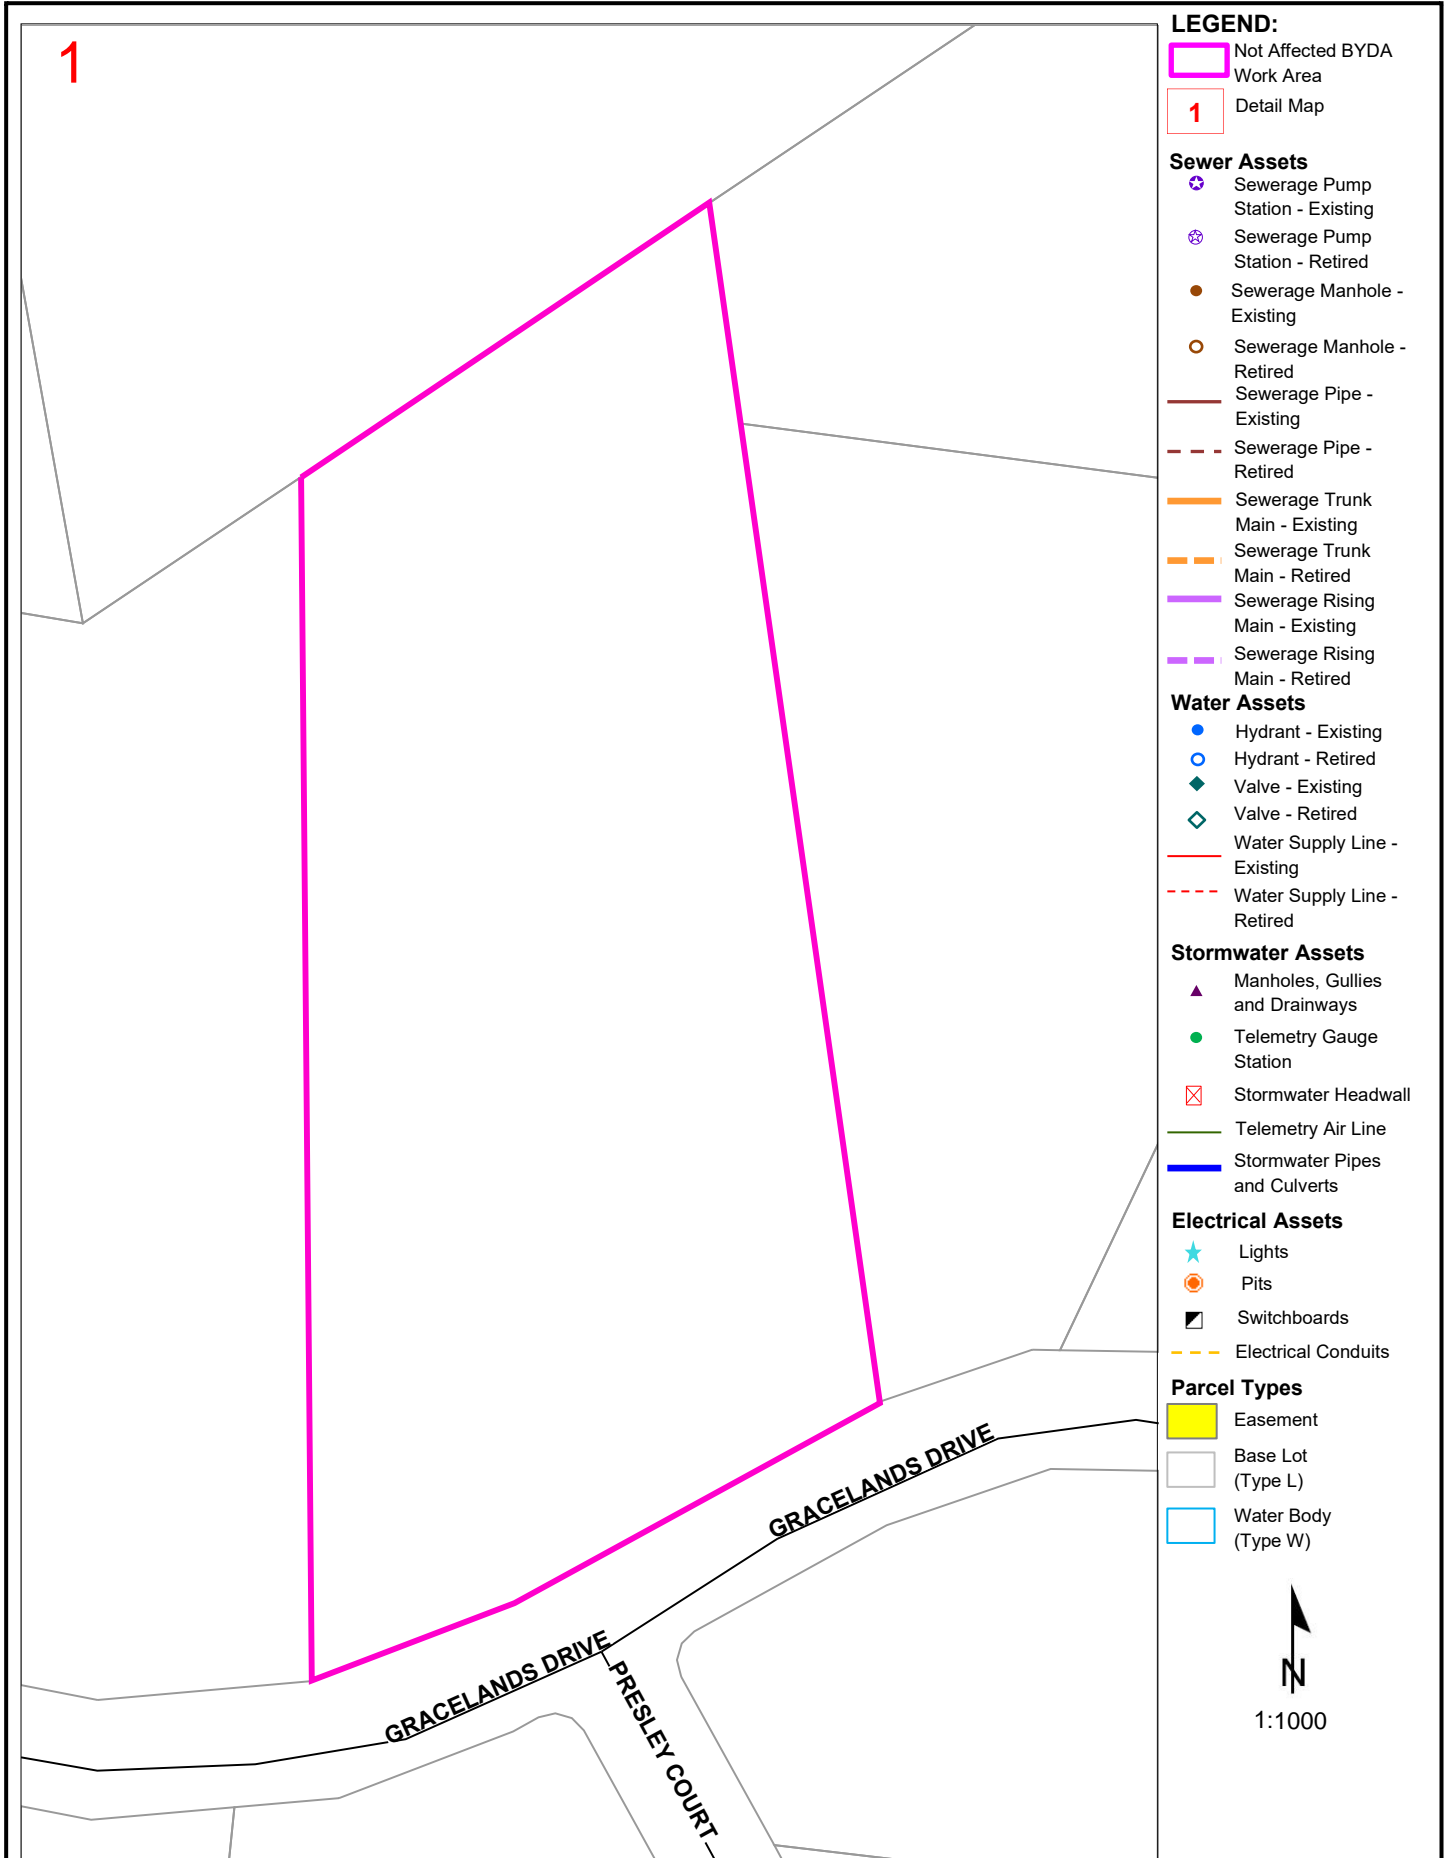 1
GRACELANDS DRIVE
GRACELANDS DRIVE
PRESLEY COURT
LEGEND:
Not Affected BYDA
Work Area
1
Detail Map
Sewer Assets
Sewerage Pump
Station - Existing
Sewerage Pump
Station - Retired
Sewerage Manhole -
Existing
Sewerage Manhole -
Retired
Sewerage Pipe -
Existing
Sewerage Pipe -
Retired
Sewerage Trunk
Main - Existing
Sewerage Trunk
Main - Retired
Sewerage Rising
Main - Existing
Sewerage Rising
Main - Retired
Water Assets
Hydrant - Existing
Hydrant - Retired
Valve - Existing
Valve - Retired
Water Supply Line -
Existing
Water Supply Line -
Retired
Stormwater Assets
Manholes, Gullies
and Drainways
Telemetry Gauge
Station
Stormwater Headwall
Telemetry Air Line
Stormwater Pipes
and Culverts
Electrical Assets
Lights
Pits
Switchboards
Electrical Conduits
Parcel Types
Easement
Base Lot
(Type L)
Water Body
(Type W)
N
1:1000